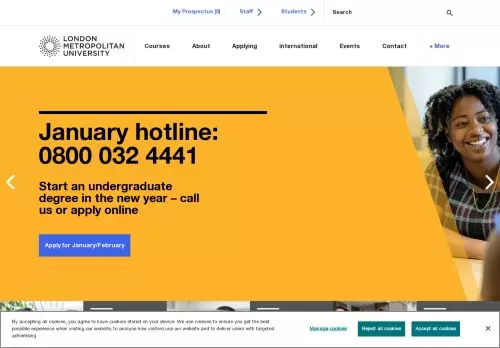 My Prospectus (0) Staff Students Search
LONDON
METROPOLITAN
UNIVERSITY
Courses About Applying International Events Contact + More
January hotline:
0800 032 4441
Start an undergraduate
degree in the new year – call
us or apply online
Apply for January/February
By accepting all cookies, you agree to have cookies stored on your device. We use cookies to ensure you get the best
possible experience when visiting our website, to analyse how visitors use our website and to deliver users with targeted
advertising.
Manage cookies Reject all cookies Accept all cookies